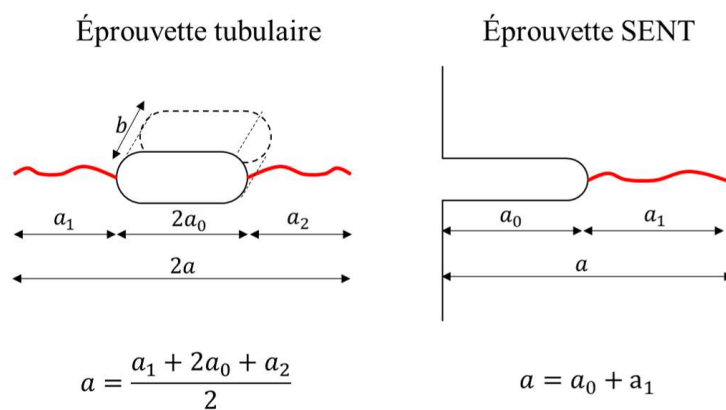 Éprouvette tubulaire
b
a₁ 2a₀ a₂
2a
a = (a₁ + 2a₀ + a₂) / 2
Éprouvette SENT
a₀ a₁
a
a = a₀ + a₁